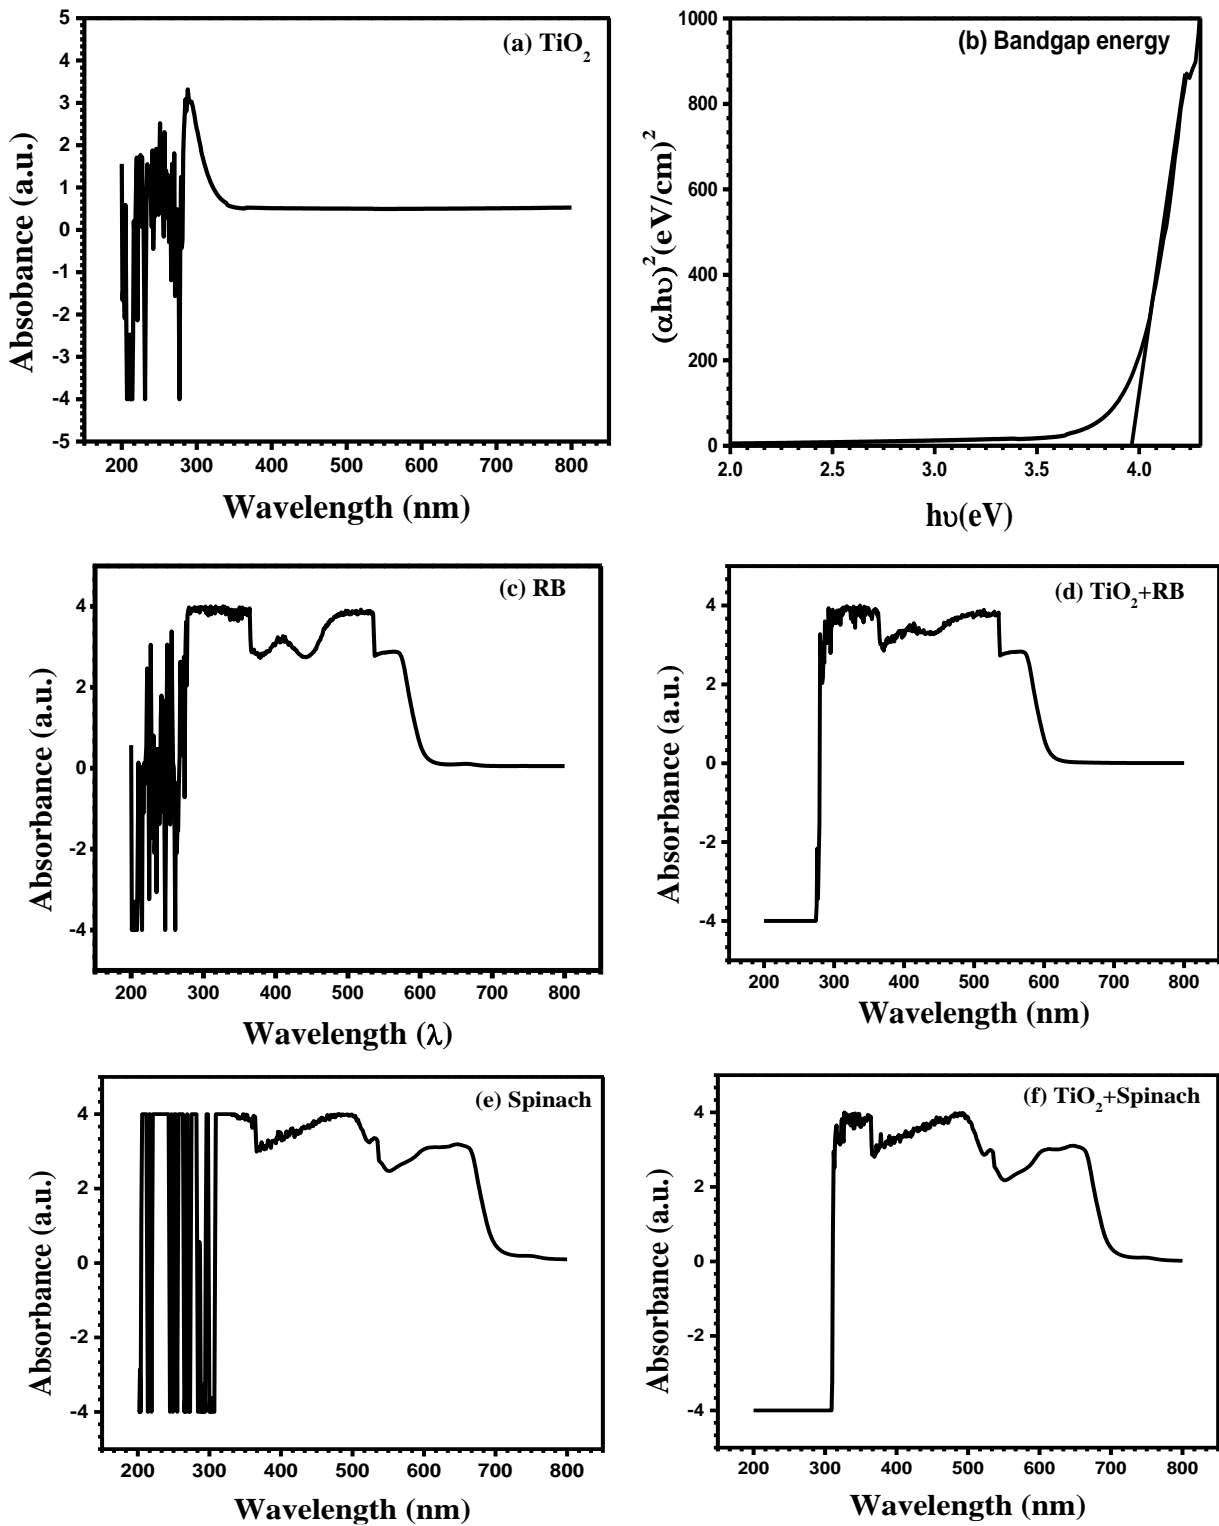 (a) TiO2
Absobance (a.u.)
5
4
3
2
1
0
-1
-2
-3
-4
-5
200 300 400 500 600 700 800
Wavelength (nm)
(b) Bandgap energy
(αhυ)2(eV/cm)2
1000
800
600
400
200
0
2.0 2.5 3.0 3.5 4.0
hυ(eV)
(c) RB
Absorbance (a.u.)
4
2
0
-2
-4
200 300 400 500 600 700 800
Wavelength (λ)
(d) TiO2+RB
Absorbance (a.u.)
4
2
0
-2
-4
200 300 400 500 600 700 800
Wavelength (nm)
(e) Spinach
Absorbance (a.u.)
4
2
0
-2
-4
200 300 400 500 600 700 800
Wavelength (nm)
(f) TiO2+Spinach
Absorbance (a.u.)
4
2
0
-2
-4
200 300 400 500 600 700 800
Wavelength (nm)